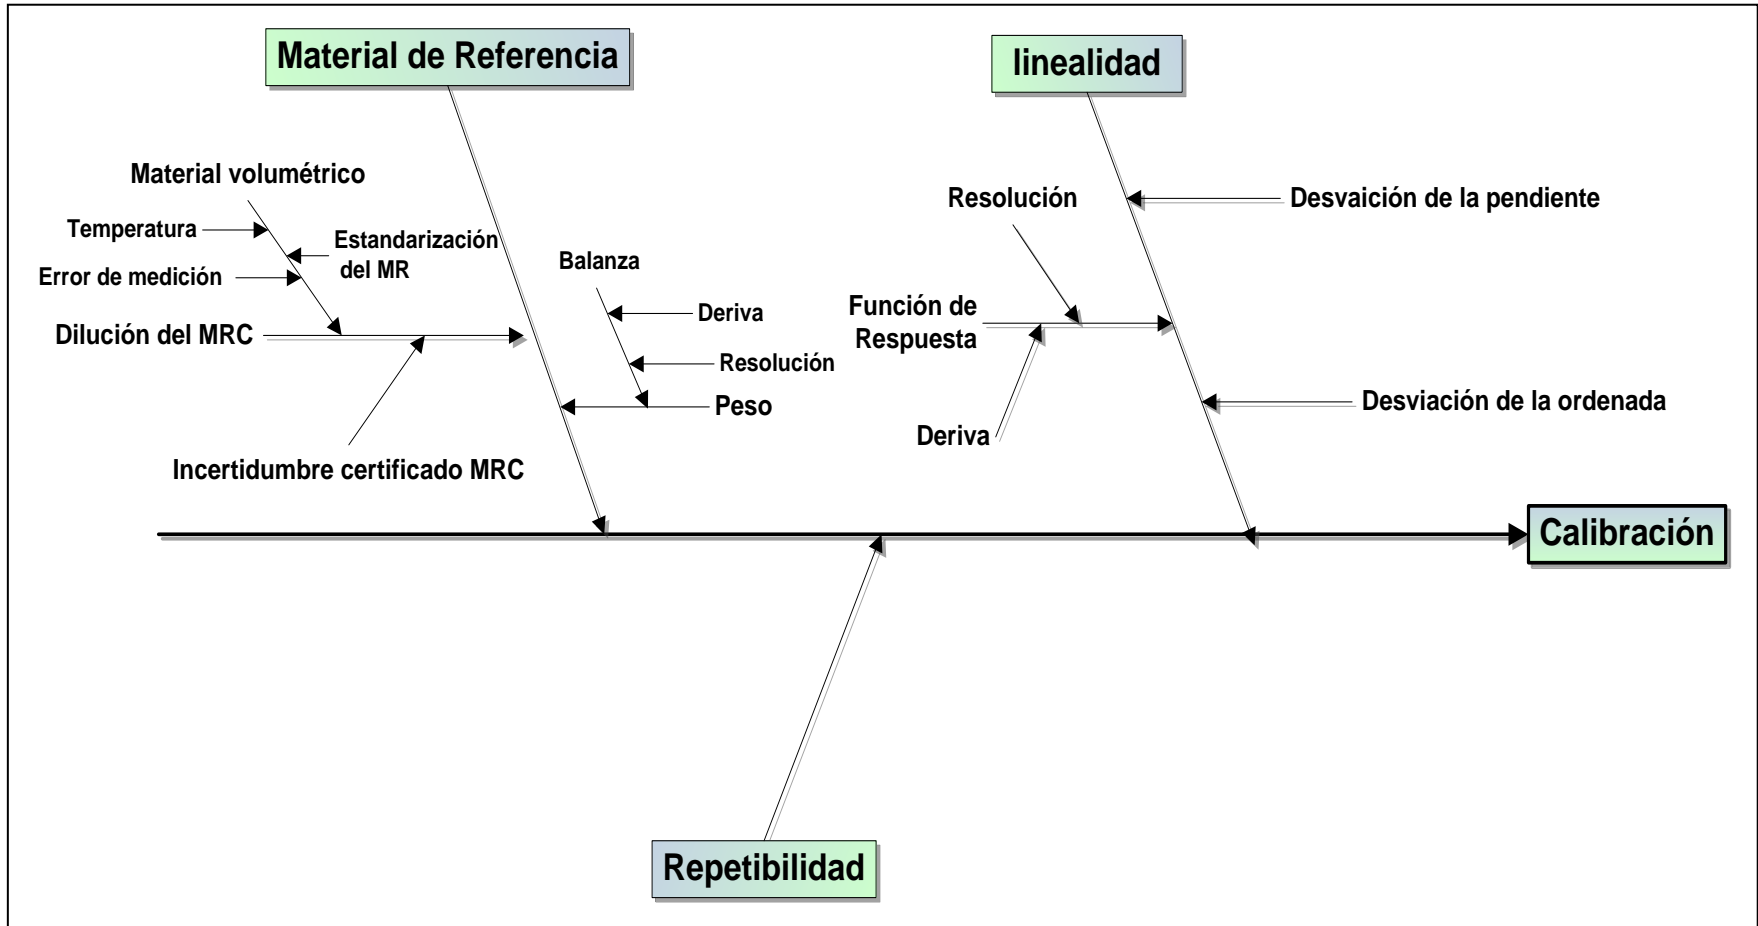 Material de Referencia
linealidad
Material volumétrico
Temperatura
Estandarización
del MR
Error de medición
Dilución del MRC
Incertidumbre certificado MRC
Balanza
Deriva
Resolución
Peso
Resolución
Desvaición de la pendiente
Función de
Respuesta
Deriva
Desviación de la ordenada
Calibración
Repetibilidad